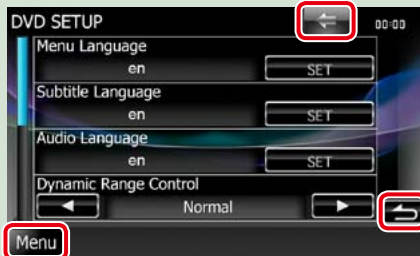 DVD SETUP 00:00
Menu Language
en SET
Subtitle Language
en SET
Audio Language
en SET
Dynamic Range Control
Normal
Menu